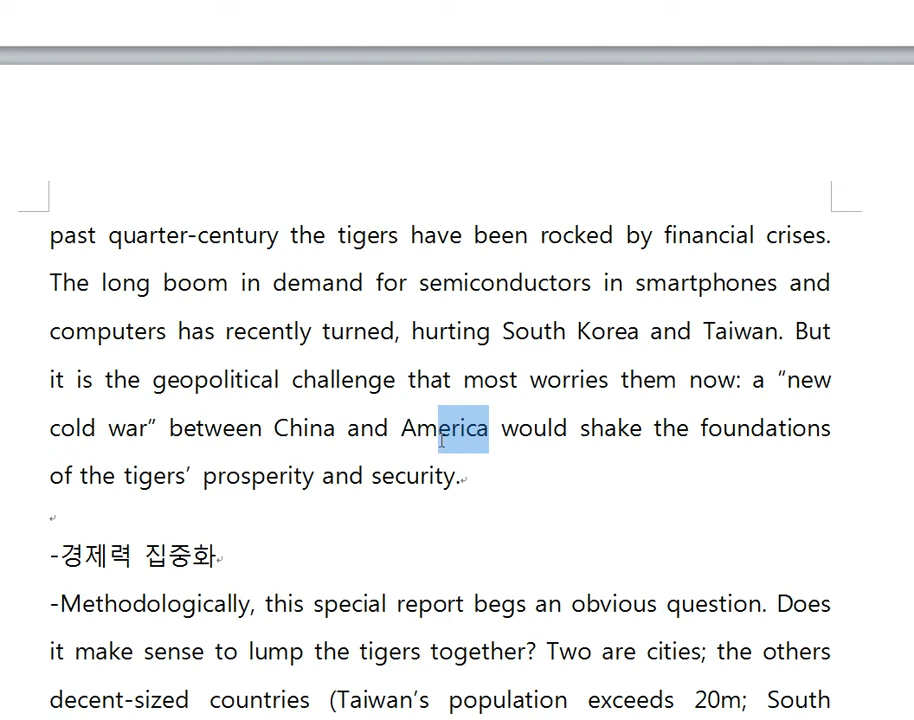 past quarter-century the tigers have been rocked by financial crises.
The long boom in demand for semiconductors in smartphones and
computers has recently turned, hurting South Korea and Taiwan. But
it is the geopolitical challenge that most worries them now: a “new
cold war” between China and America would shake the foundations
of the tigers’ prosperity and security.
-경제력 집중화
-Methodologically, this special report begs an obvious question. Does
it make sense to lump the tigers together? Two are cities; the others
decent-sized countries (Taiwan’s population exceeds 20m; South